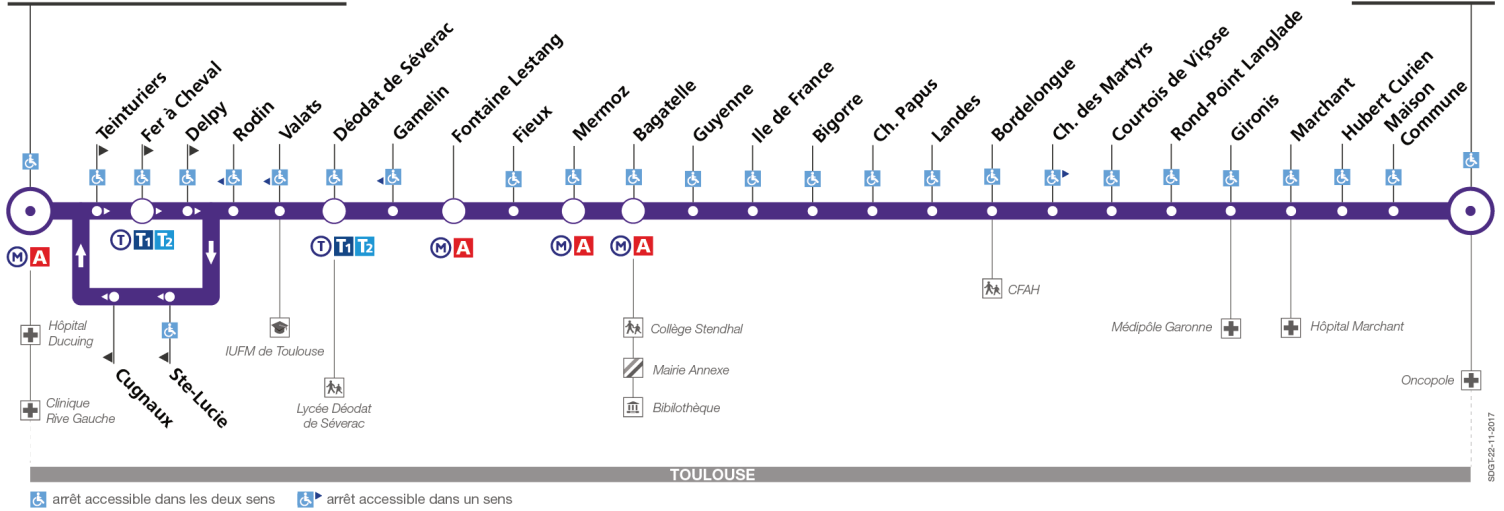 Teinturiers
Fer à Cheval
Delpy
Rodin
Valats
Déodat de Séverac
Gamelin
Fontaine Lestang
Fieux
Mermoz
Bagatelle
Guyenne
Ile de France
Bigorre
Ch. Papus
Landes
Bordelongue
Ch. des Martyrs
Courtois de Viçose
Rond-Point Langlade
Gironis
Marchant
Hubert Curien
Maison
Commune
M A
T T1 T2
T T1 T2
M A
M A
M A
Hôpital
Ducuing
Clinique
Rive Gauche
Cugnaux
Ste-Lucie
IUFM de Toulouse
Lycée Déodat
de Séverac
Collège Stendhal
Mairie Annexe
Bibilothèque
CFAH
Médipôle Garonne
Hôpital Marchant
Oncopole
SDGT-22-11-2017
TOULOUSE
arrêt accessible dans les deux sens
arrêt accessible dans un sens